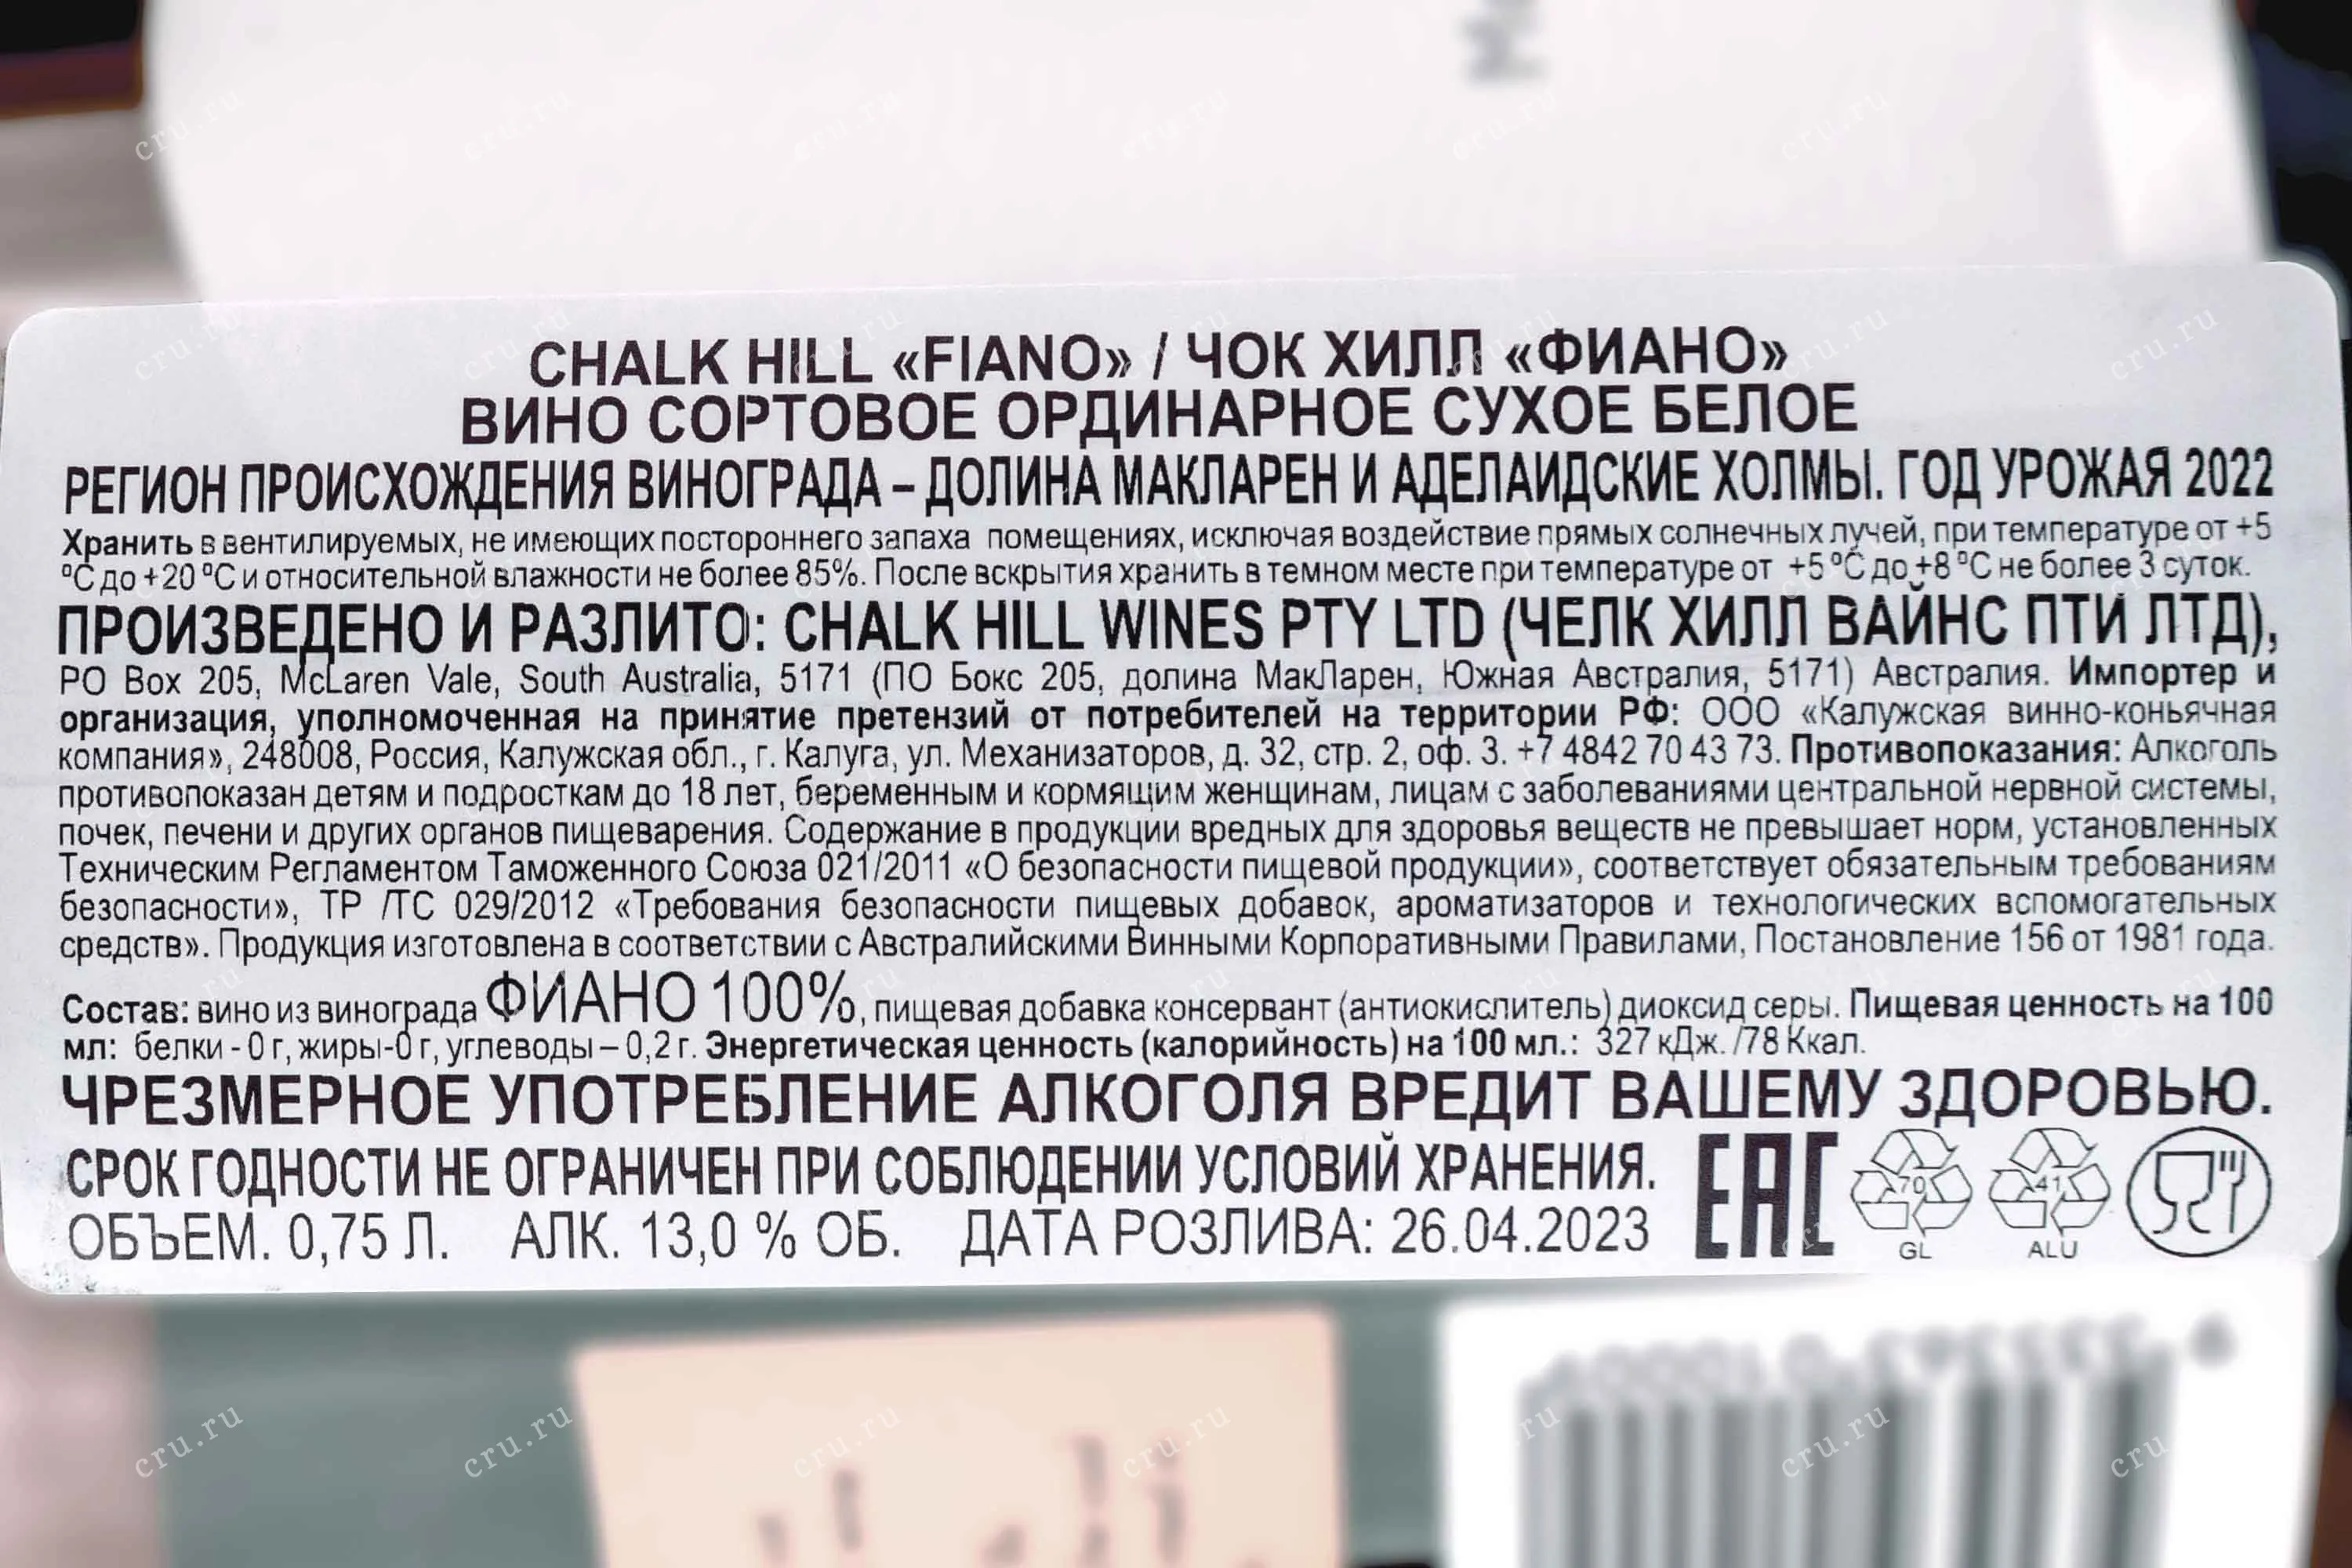 CHALK HILL «FIANO» / ЧОК ХИЛЛ «ФИАНО»
ВИНО СОРТОВОЕ ОРДИНАРНОЕ СУХОЕ БЕЛОЕ
РЕГИОН ПРОИСХОЖДЕНИЯ ВИНОГРАДА – ДОЛИНА МАКЛАРЕН И АДЕЛАИДСКИЕ ХОЛМЫ. ГОД УРОЖАЯ 2022
Хранить в вентилируемых, не имеющих постороннего запаха помещениях, исключая воздействие прямых солнечных лучей, при температуре от +5
°С до +20 °С и относительной влажности не более 85%. После вскрытия хранить в темном месте при температуре от +5 °С до +8 °С не более 3 суток.
ПРОИЗВЕДЕНО И РАЗЛИТО: CHALK HILL WINES PTY LTD (ЧЕЛК ХИЛЛ ВАЙНС ПТИ ЛТД),
PO Box 205, McLaren Vale, South Australia, 5171 (ПО Бокс 205, долина МакЛарен, Южная Австралия, 5171) Австралия. Импортер и
организация, уполномоченная на принятие претензий от потребителей на территории РФ: ООО «Калужская винно-коньячная
компания», 248008, Россия, Калужская обл., г. Калуга, ул. Механизаторов, д. 32, стр. 2, оф. 3. +7 4842 70 43 73. Противопоказания: Алкоголь
противопоказан детям и подросткам до 18 лет, беременным и кормящим женщинам, лицам с заболеваниями центральной нервной системы,
почек, печени и других органов пищеварения. Содержание в продукции вредных для здоровья веществ не превышает норм, установленных
Техническим Регламентом Таможенного Союза 021/2011 «О безопасности пищевой продукции», соответствует обязательным требованиям
безопасности», ТР /ТС 029/2012 «Требования безопасности пищевых добавок, ароматизаторов и технологических вспомогательных
средств». Продукция изготовлена в соответствии с Австралийскими Винными Корпоративными Правилами, Постановление 156 от 1981 года.
Состав: вино из винограда ФИАНО 100%, пищевая добавка консервант (антиокислитель) диоксид серы. Пищевая ценность на 100
мл: белки - 0 г, жиры-0 г, углеводы – 0,2 г. Энергетическая ценность (калорийность) на 100 мл.: 327 кДж. /78 Ккал.
ЧРЕЗМЕРНОЕ УПОТРЕБЛЕНИЕ АЛКОГОЛЯ ВРЕДИТ ВАШЕМУ ЗДОРОВЬЮ.
СРОК ГОДНОСТИ НЕ ОГРАНИЧЕН ПРИ СОБЛЮДЕНИИ УСЛОВИЙ ХРАНЕНИЯ. EAC 70 41
ОБЪЕМ. 0,75 Л. АЛК. 13,0 % ОБ. ДАТА РОЗЛИВА: 26.04.2023 GL ALU
cru.ru